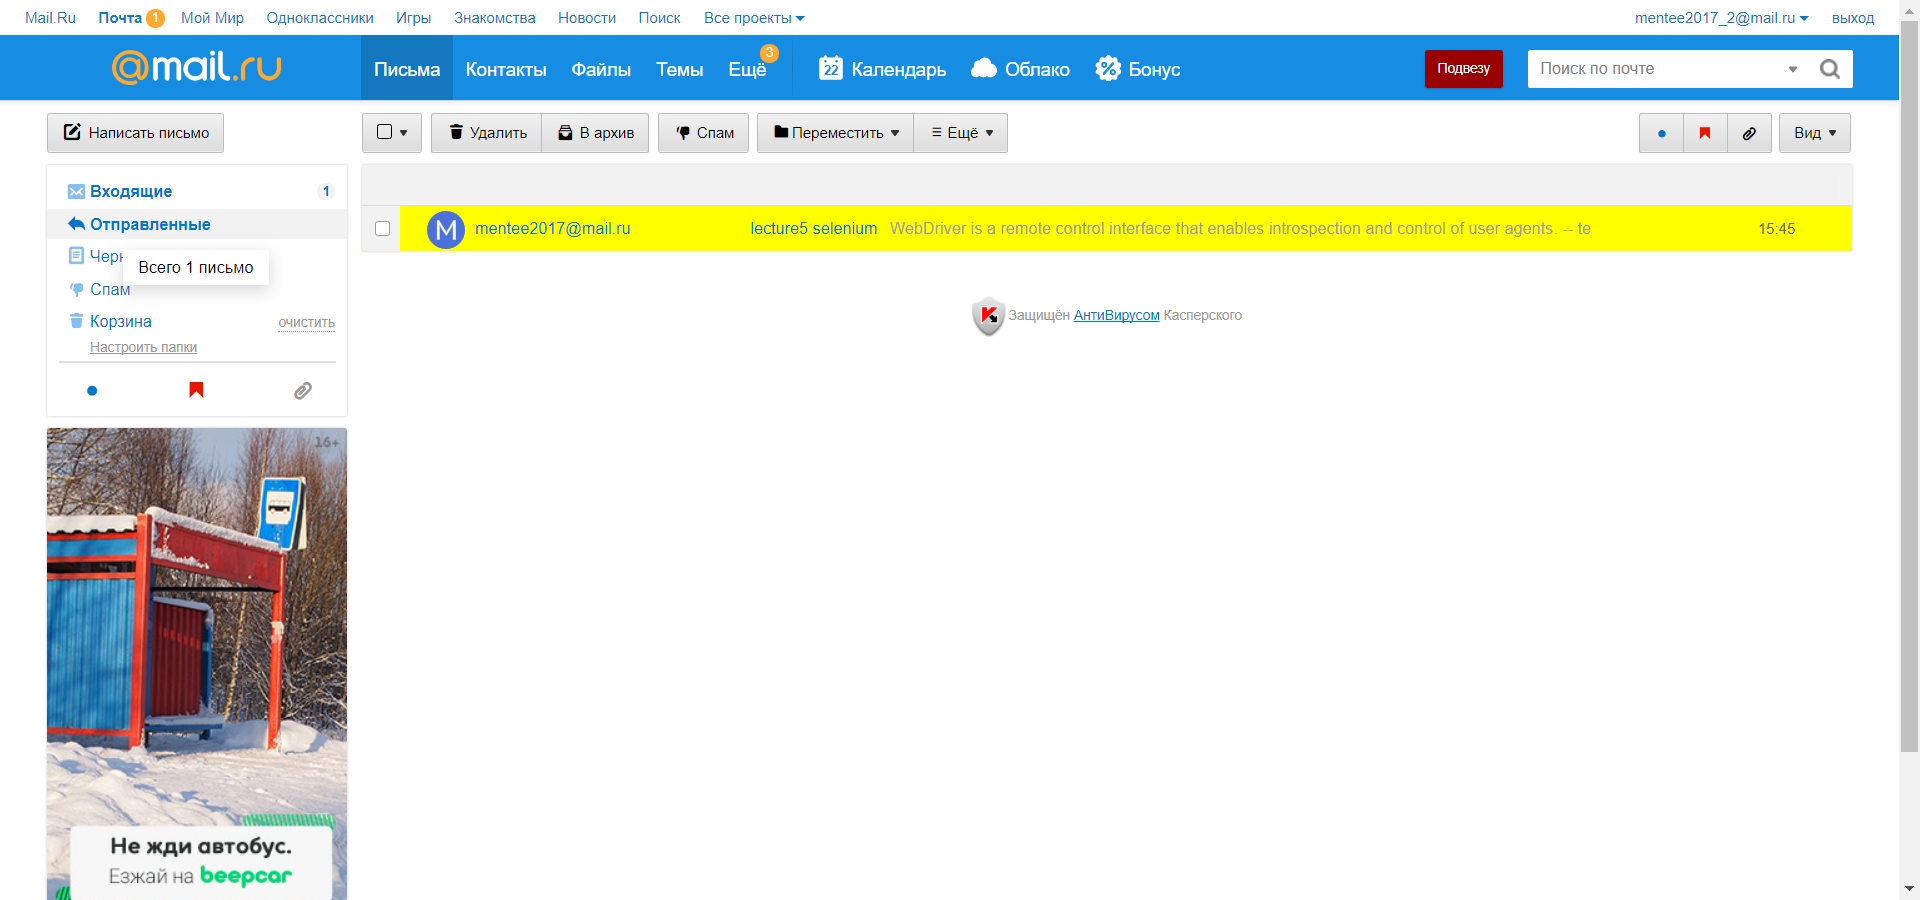 Mail.Ru Почта 1 Мой Мир Одноклассники Игры Знакомства Новости Поиск Все проекты mentee2017_2@mail.ru выход
@mail.ru Письма Контакты Файлы Темы Ещё 3 22 Календарь Облако Бонус Подвезу Поиск по почте
Написать письмо Удалить В архив Спам Переместить Ещё Вид
Входящие 1
Отправленные
mentee2017@mail.ru lecture5 selenium WebDriver is a remote control interface that enables introspection and control of user agents. -- te 15:45
M
Черн
Всего 1 письмо
Спам
Корзина очистить
Настроить папки
Защищён АнтиВирусом Касперского
16+
Не жди автобус.
Езжай на beepcar